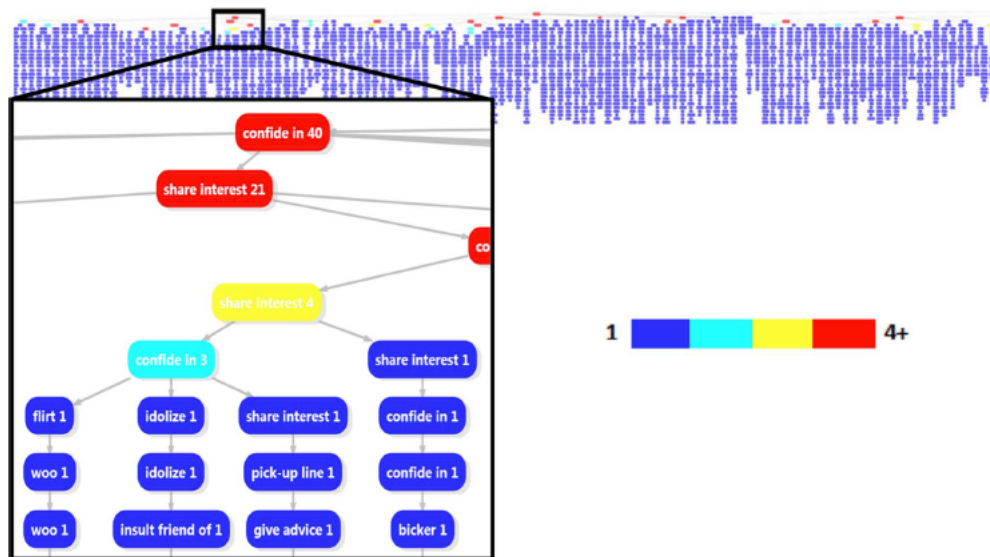 confide in 40
share interest 21
co
share interest 4
1 4+
confide in 3 share interest 1
flirt 1 idolize 1 share interest 1 confide in 1
woo 1 idolize 1 pick-up line 1 confide in 1
woo 1 insult friend of 1 give advice 1 bicker 1